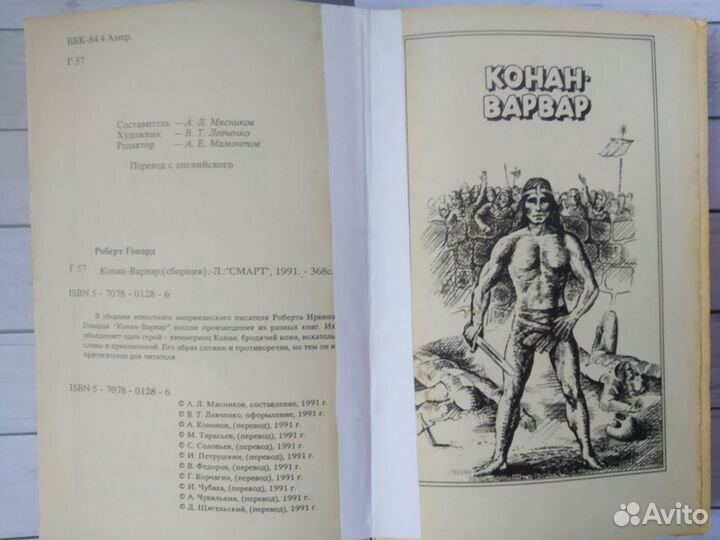 ББК-84.4 Амер.
Г 57
Составитель – А. Л. Мясников
Художник – В. Т. Левченко
Редактор – А. Е. Мамонтов
Перевод с английского
Роберт Говард
Г 57 Конан-Варвар:(сборник).-Л.:"СМАРТ", 1991. - 368с.
ISBN 5 - 7078 - 0128 - 6
В сборник известного американского писателя Роберта Ирвина
Говарда "Конан-Варвар" вошли произведения из разных книг. Их
объединяет один герой - киммериец Конан, бродячий воин, искатель
славы и приключений. Его образ сложен и противоречив, но тем он и
притягателен для читателя.
ISBN 5 - 7078 - 0128 - 6
© А. Д. Мясников, составление, 1991 г.
© В. Т. Левченко, оформление, 1991 г.
© А. Кононов, (перевод), 1991 г.
© М. Тарасьев, (перевод), 1991 г.
© С. Соловьев, (перевод), 1991 г.
© И. Петрушкин, (перевод), 1991 г.
© В. Федоров, (перевод), 1991 г.
© Г. Корчагин, (перевод), 1991 г.
© И. Чубаха, (перевод), 1991 г.
© А. Чувилькин, (перевод), 1991 г.
© Д. Щигельский, (перевод), 1991 г.
КОНАН-
ВАРВАР
Avito